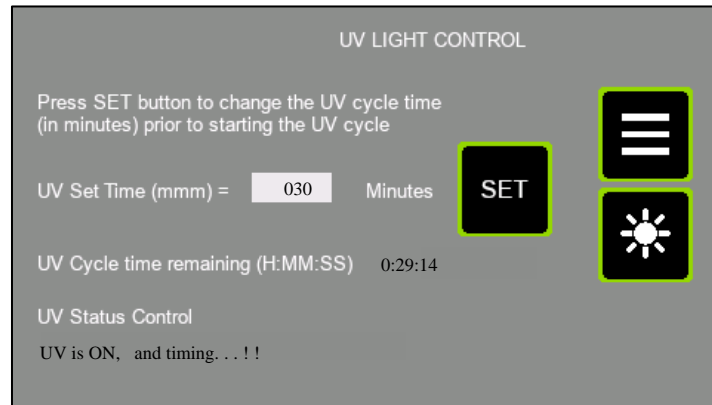 UV LIGHT CONTROL
Press SET button to change the UV cycle time
(in minutes) prior to starting the UV cycle
UV Set Time (mmm) = 030 Minutes SET
UV Cycle time remaining (H:MM:SS) 0:29:14
UV Status Control
UV is ON, and timing. . . ! !